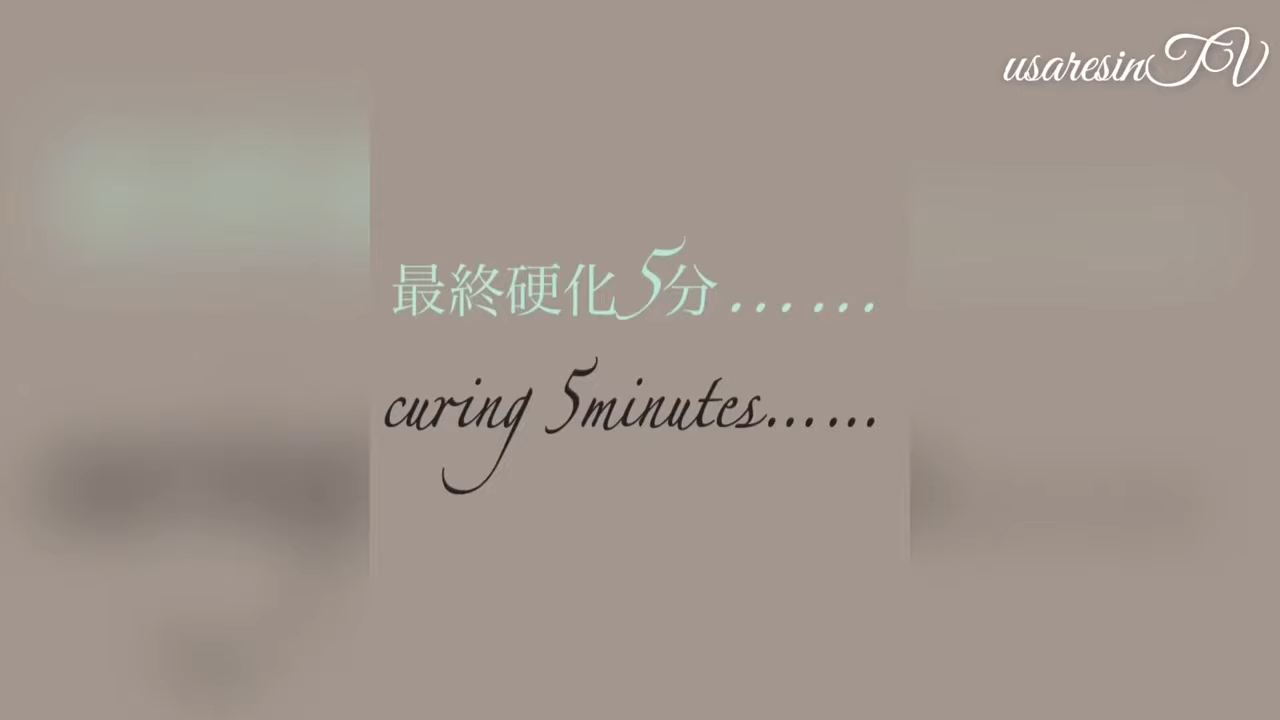 usaresinTV
最終硬化5分......
curing 5minutes......